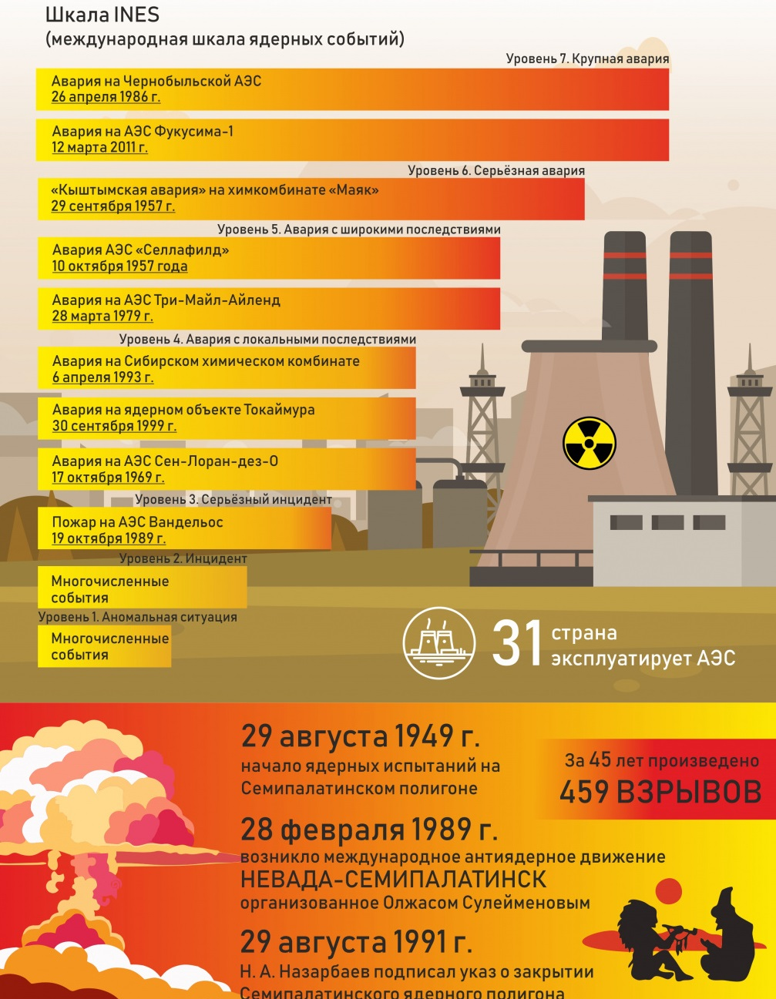 Шкала INES
(международная шкала ядерных событий)
Уровень 7. Крупная авария
Авария на Чернобыльской АЭС
26 апреля 1986 г.
Авария на АЭС Фукусима-1
12 марта 2011 г.
Уровень 6. Серьёзная авария
«Кыштымская авария» на химкомбинате «Маяк»
29 сентября 1957 г.
Уровень 5. Авария с широкими последствиями
Авария АЭС «Селлафилд»
10 октября 1957 года
Авария на АЭС Три-Майл-Айленд
28 марта 1979 г.
Уровень 4. Авария с локальными последствиями
Авария на Сибирском химическом комбинате
6 апреля 1993 г.
Авария на ядерном объекте Токаймура
30 сентября 1999 г.
Авария на АЭС Сен-Лоран-дез-О
17 октября 1969 г.
Уровень 3. Серьёзный инцидент
Пожар на АЭС Вандельос
19 октября 1989 г.
Уровень 2. Инцидент
Многочисленные
события
Уровень 1. Аномальная ситуация
Многочисленные
события
31 страна
эксплуатирует АЭС
29 августа 1949 г.
начало ядерных испытаний на
Семипалатинском полигоне
За 45 лет произведено
459 ВЗРЫВОВ
28 февраля 1989 г.
возникло международное антиядерное движение
НЕВАДА-СЕМИПАЛАТИНСК
организованное Олжасом Сулейменовым
29 августа 1991 г.
Н. А. Назарбаев подписал указ о закрытии
Семипалатинского ядерного полигона